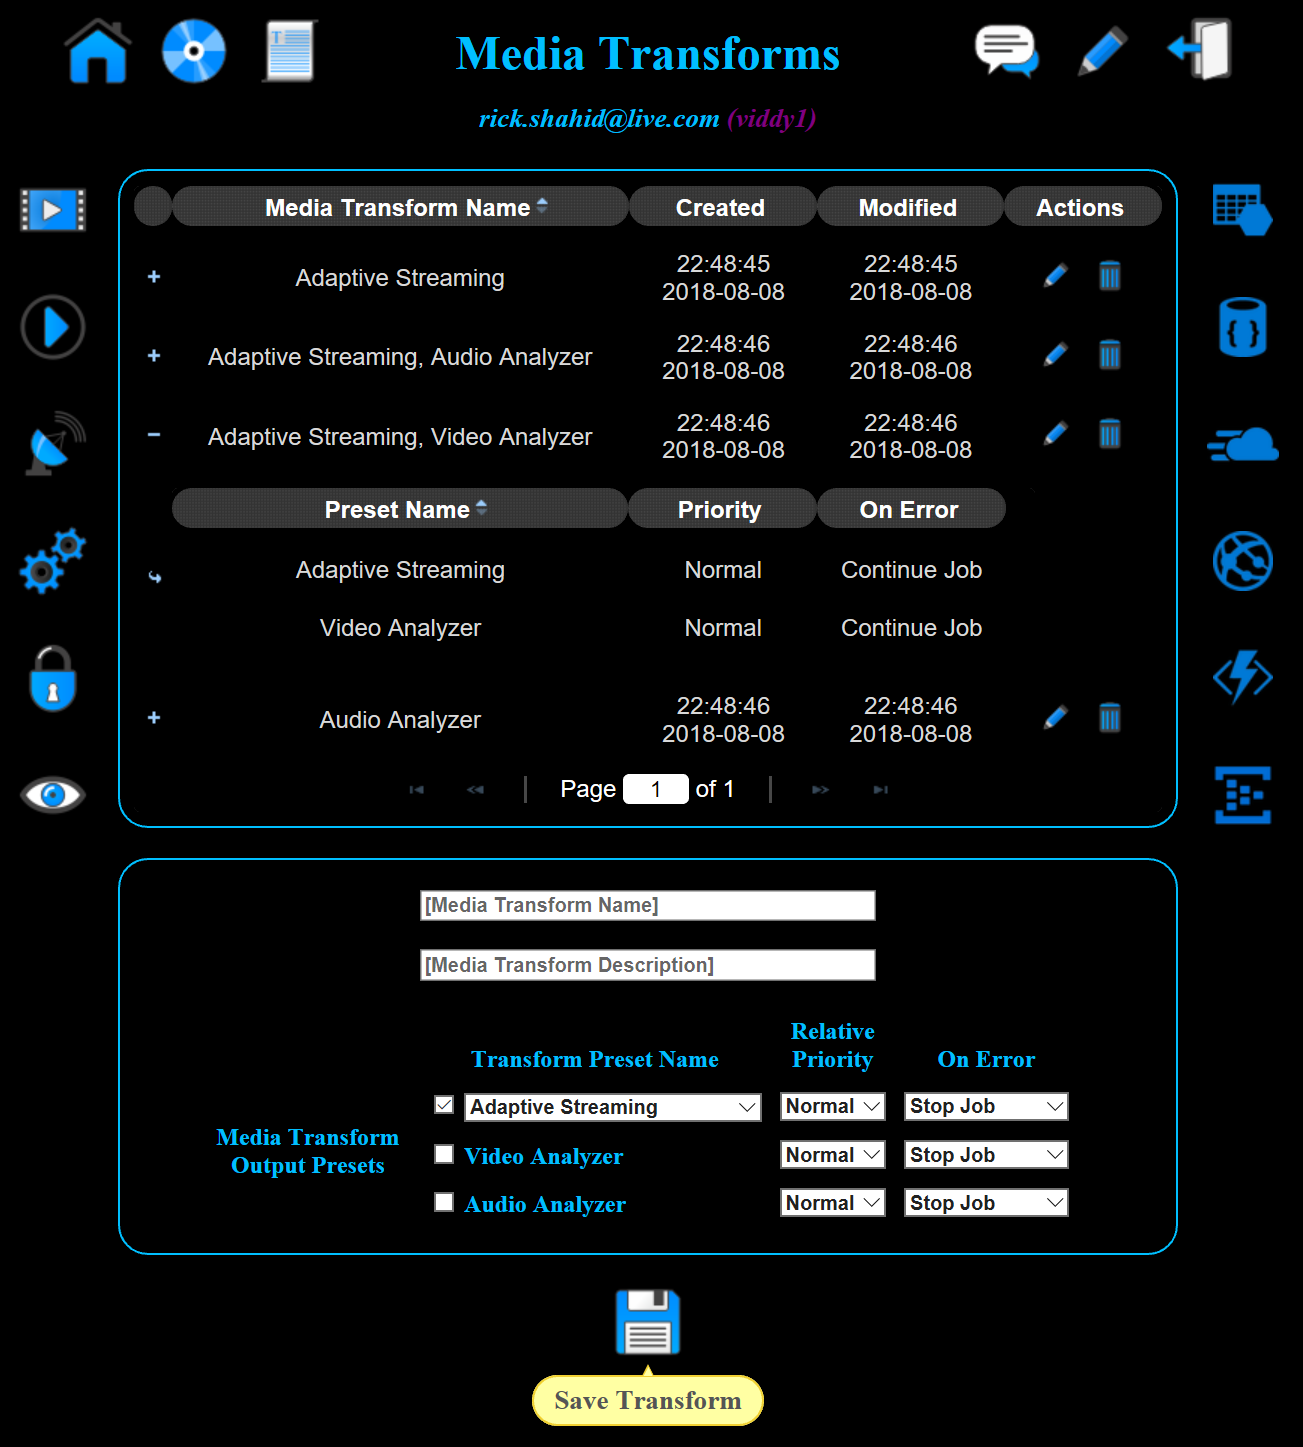 Media Transforms
rick.shahid@live.com (viddy1)
Media Transform Name Created Modified Actions
Adaptive Streaming 22:48:45 2018-08-08 22:48:45 2018-08-08
Adaptive Streaming, Audio Analyzer 22:48:46 2018-08-08 22:48:46 2018-08-08
Adaptive Streaming, Video Analyzer 22:48:46 2018-08-08 22:48:46 2018-08-08
Preset Name Priority On Error
Adaptive Streaming Normal Continue Job
Video Analyzer Normal Continue Job
Audio Analyzer 22:48:46 2018-08-08 22:48:46 2018-08-08
Page 1 of 1
[Media Transform Name]
[Media Transform Description]
Transform Preset Name Relative Priority On Error
Media Transform Output Presets
Adaptive Streaming Normal Stop Job
Video Analyzer Normal Stop Job
Audio Analyzer Normal Stop Job
Save Transform